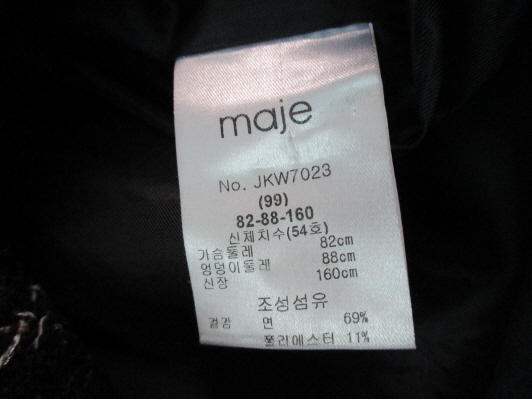 maje
No. JKW7023
(99)
82-88-160
신체치수(54호)
가슴둘레 82cm
엉덩이둘레 88cm
신장 160cm
조성섬유
겉감 면 69%
폴리에스터 11%